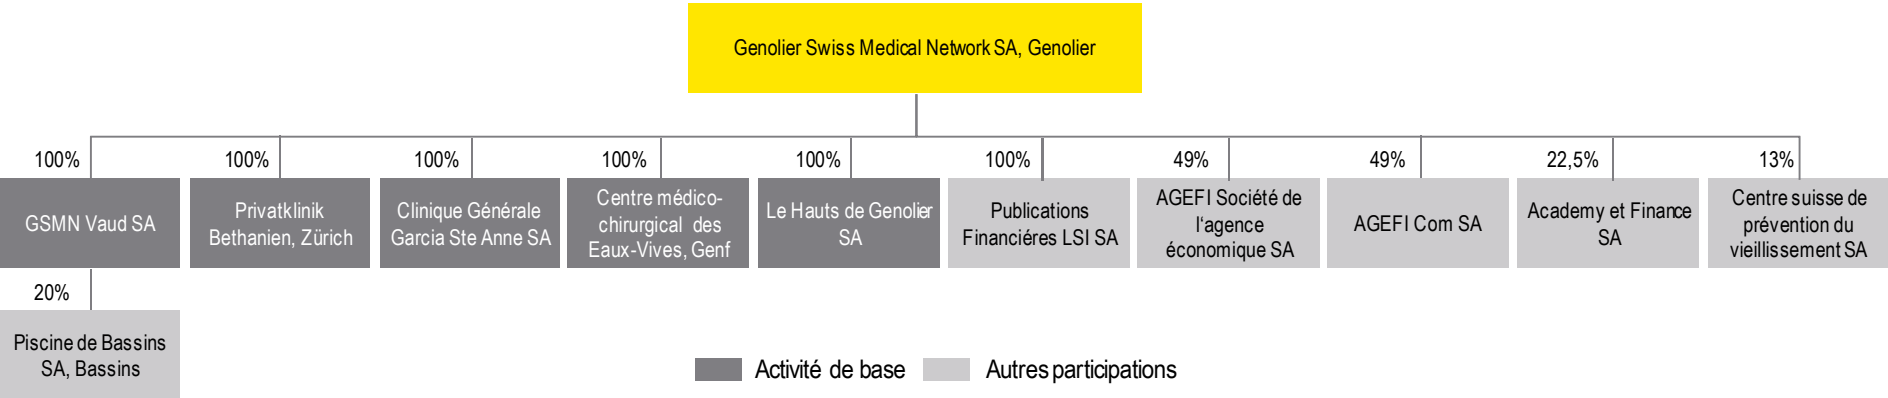 Genolier Swiss Medical Network SA, Genolier
100%
100%
100%
100%
100%
100%
49%
49%
22,5%
13%
GSMN Vaud SA
Privatklinik
Bethanien, Zürich
Clinique Générale
Garcia Ste Anne SA
Centre médico-
chirurgical des
Eaux-Vives, Genf
Le Hauts de Genolier
SA
Publications
Financiéres LSI SA
AGEFI Société de
l‘agence
économique SA
AGEFI Com SA
Academy et Finance
SA
Centre suisse de
prévention du
vieillissement SA
20%
Piscine de Bassins
SA, Bassins
Activité de base
Autres participations